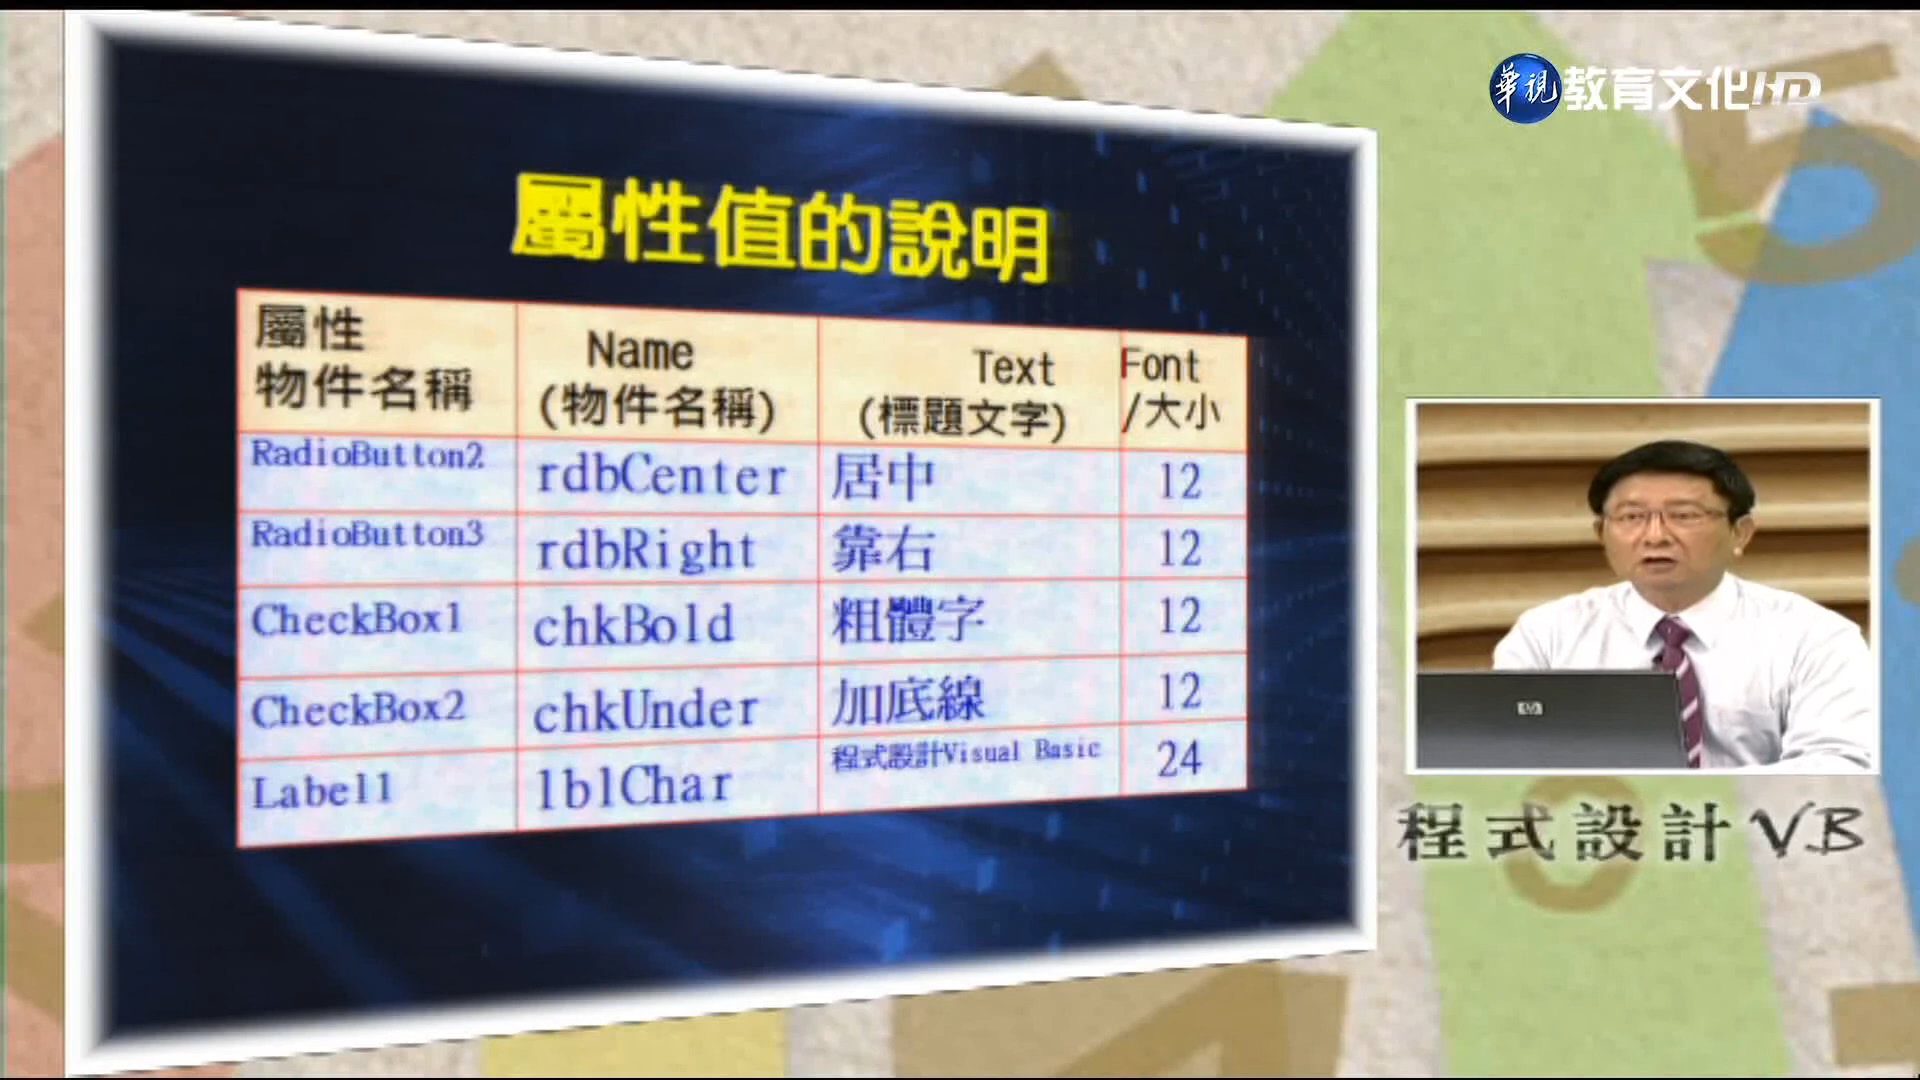 華視 教育文化HD
屬性值的說明
屬性
物件名稱
Name
(物件名稱)
Text
(標題文字)
Font
/大小
RadioButton2 rdbCenter 居中 12
RadioButton3 rdbRight 靠右 12
CheckBox1 chkBold 粗體字 12
CheckBox2 chkUnder 加底線 12
Label1 lblChar 程式設計Visual Basic 24
hp
程式設計VB